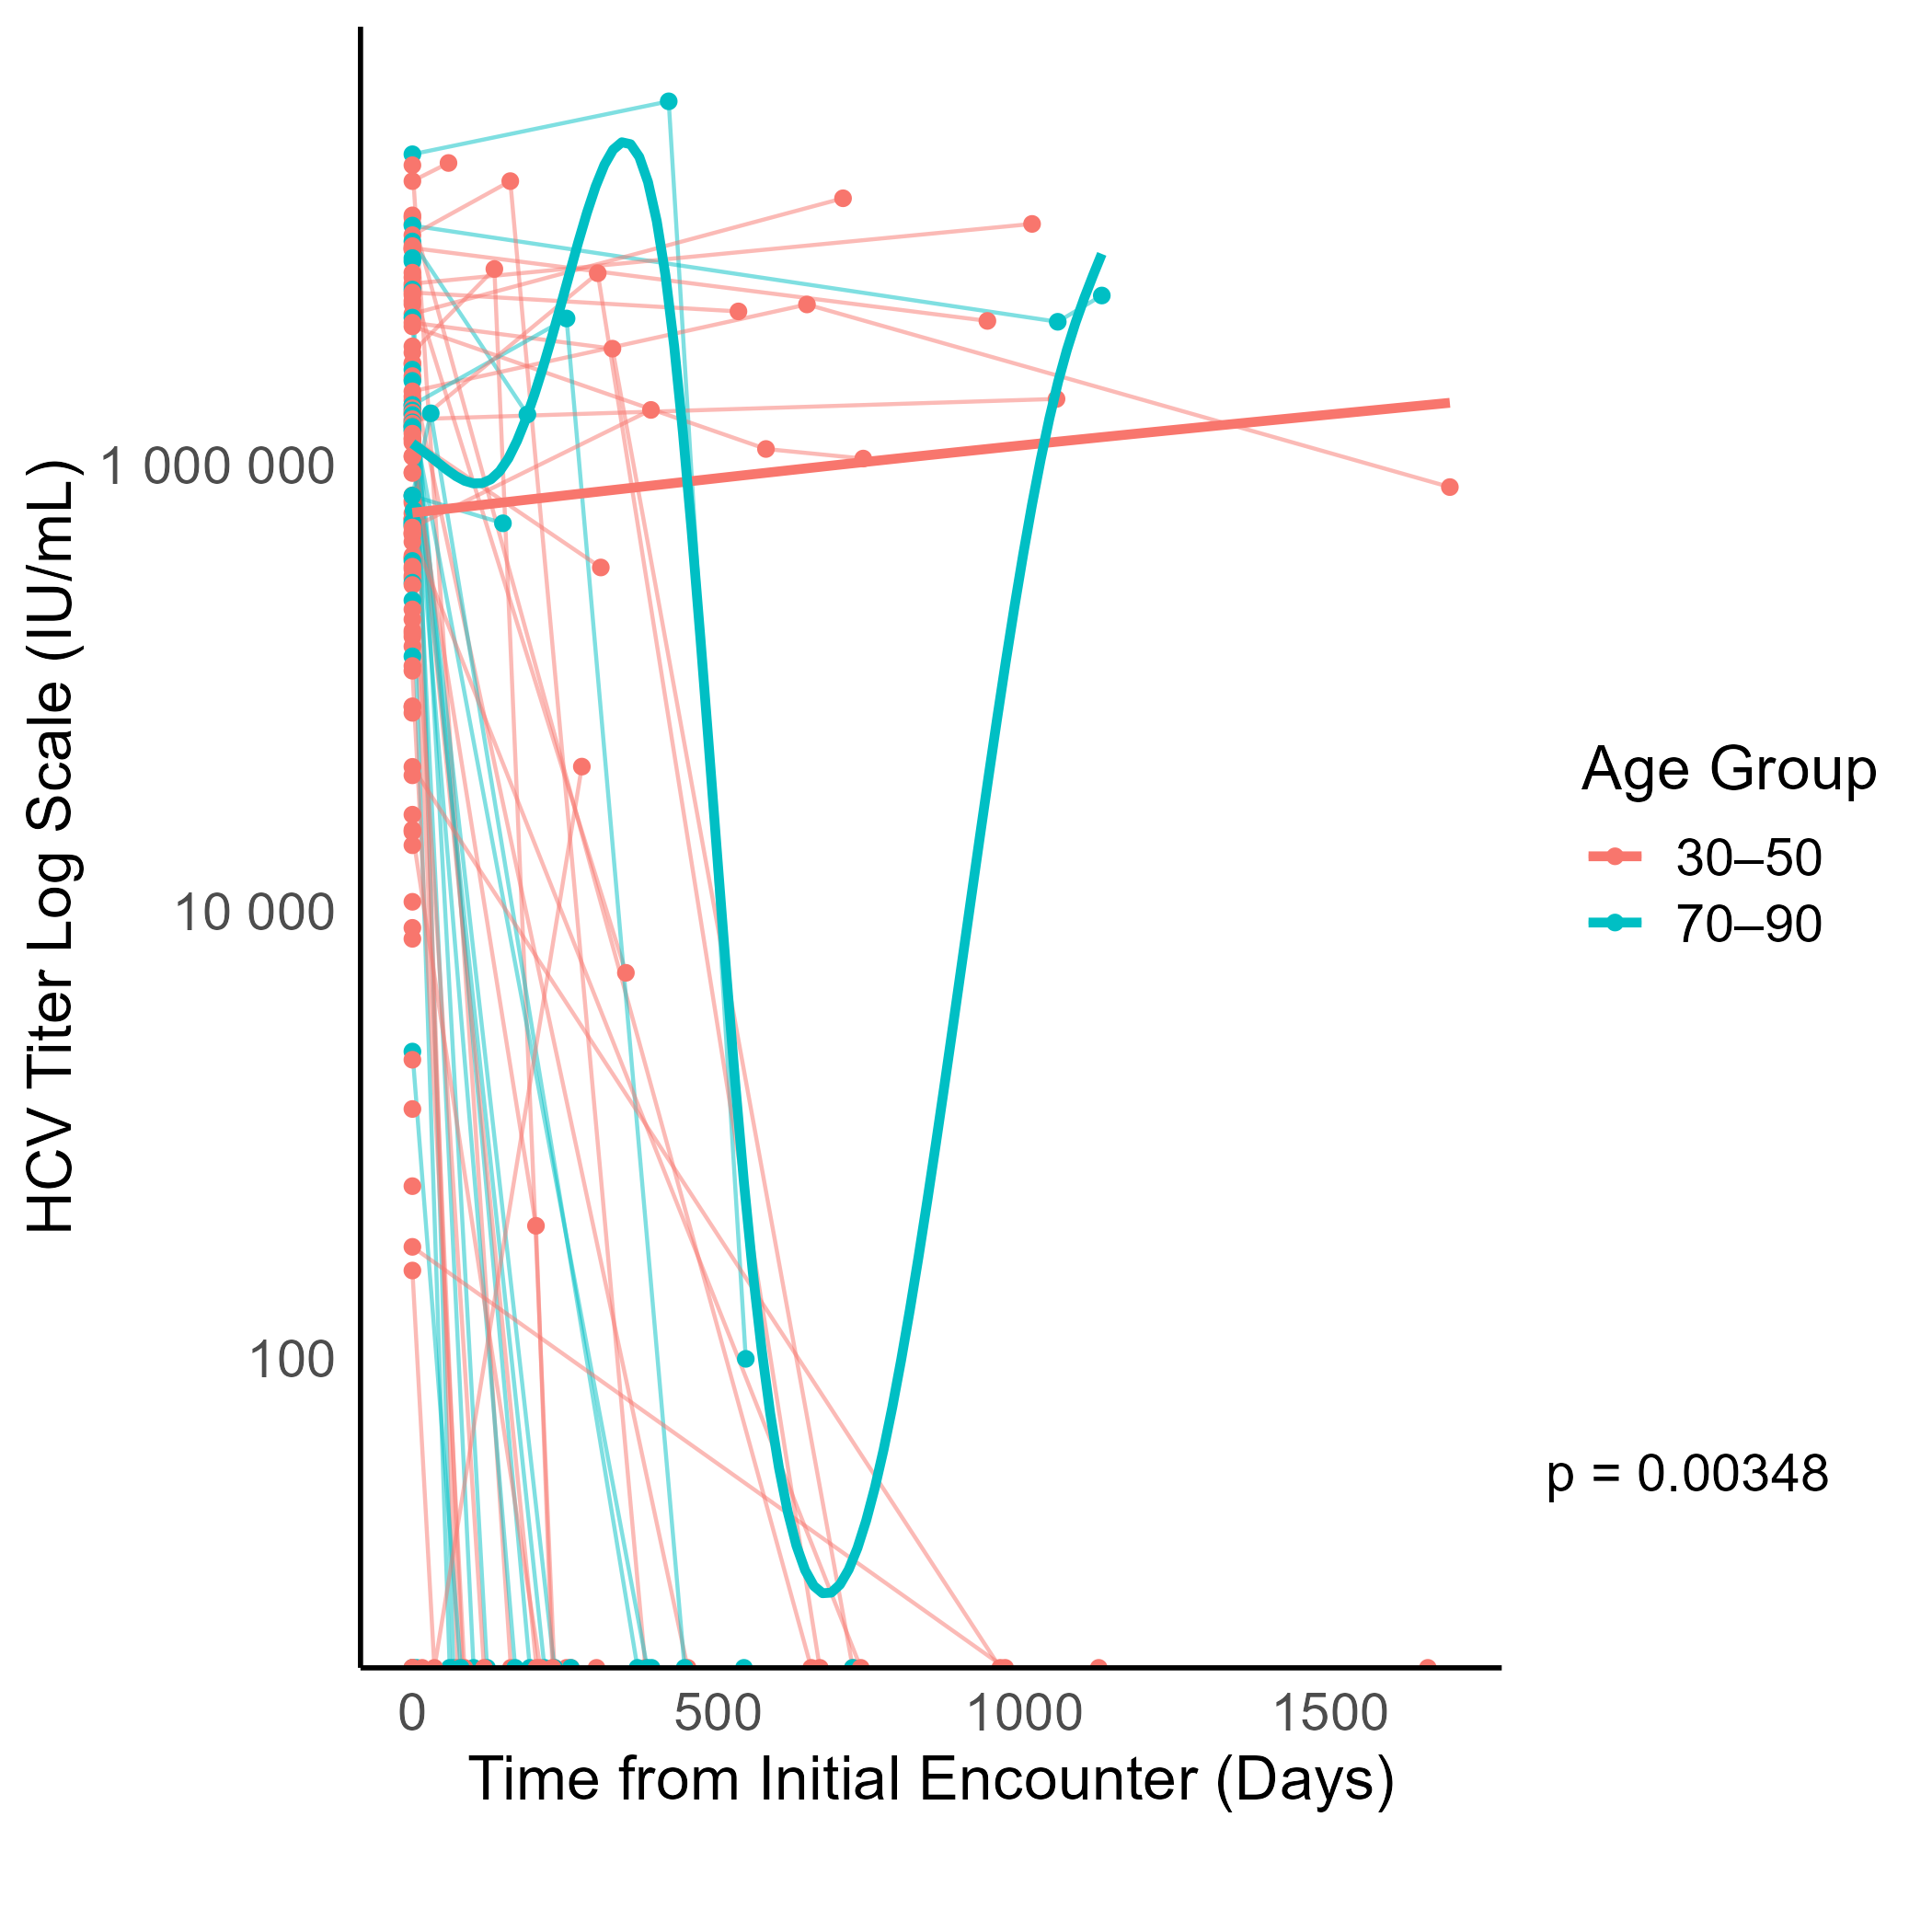 HCV Titer Log Scale (IU/mL)
1 000 000
10 000
100
0
500
1000
1500
Time from Initial Encounter (Days)
Age Group
30–50
70–90
p = 0.00348